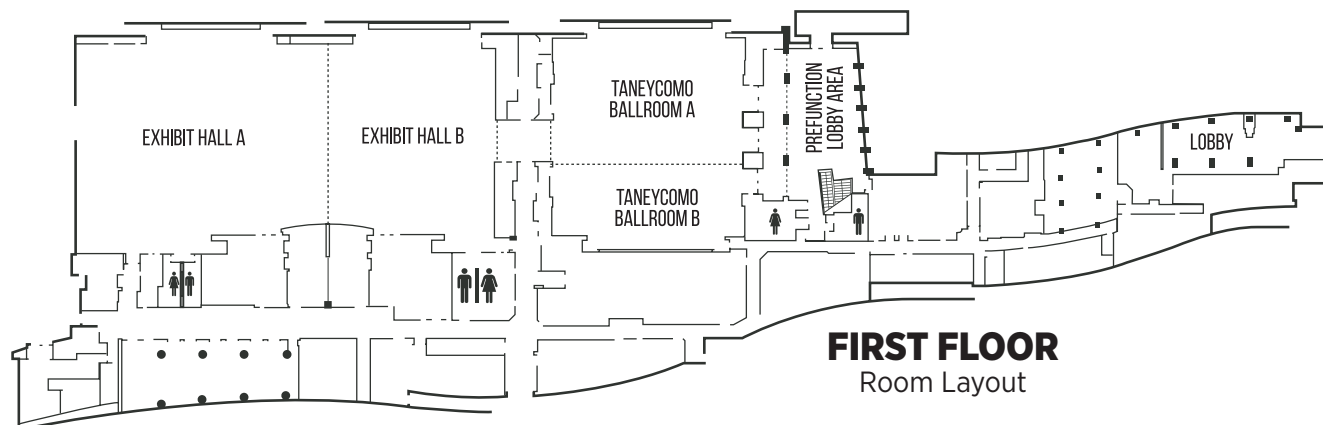 EXHIBIT HALL A
EXHIBIT HALL B
TANEYCOMO
BALLROOM A
TANEYCOMO
BALLROOM B
PREFUNCTION
LOBBY AREA
LOBBY
FIRST FLOOR
Room Layout